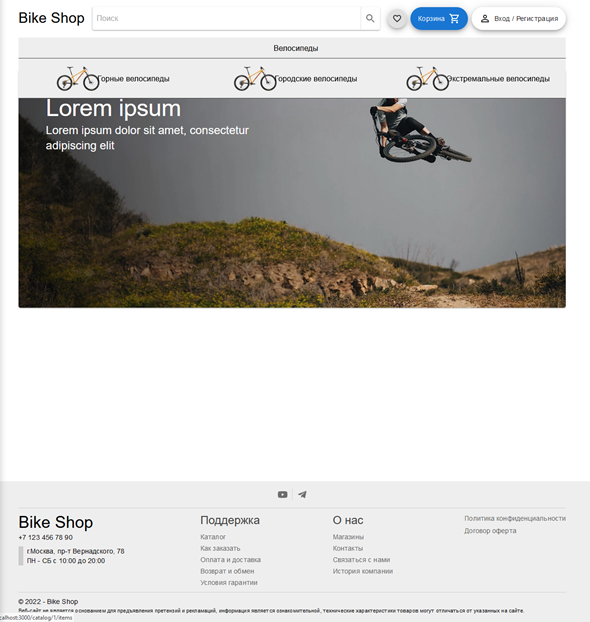 Bike Shop
Поиск
Корзина
Вход / Регистрация
Велосипеды
Горные велосипеды
Городские велосипеды
Экстремальные велосипеды
Lorem ipsum
Lorem ipsum dolor sit amet, consectetur
adipiscing elit
Bike Shop
+7 123 456 78 90
г.Москва, пр-т Вернадского, 78
ПН - СБ с 10:00 до 20:00
Поддержка
Каталог
Как заказать
Оплата и доставка
Возврат и обмен
Условия гарантии
О нас
Магазины
Контакты
Связаться с нами
История компании
Политика конфиденциальности
Договор оферта
© 2022 - Bike Shop
Веб-сайт не является основанием для предъявления претензий и рекламаций, информация является ознакомительной, технические характеристики товаров могут отличаться от указанных на сайте.
calhost:3000/catalog/1/items